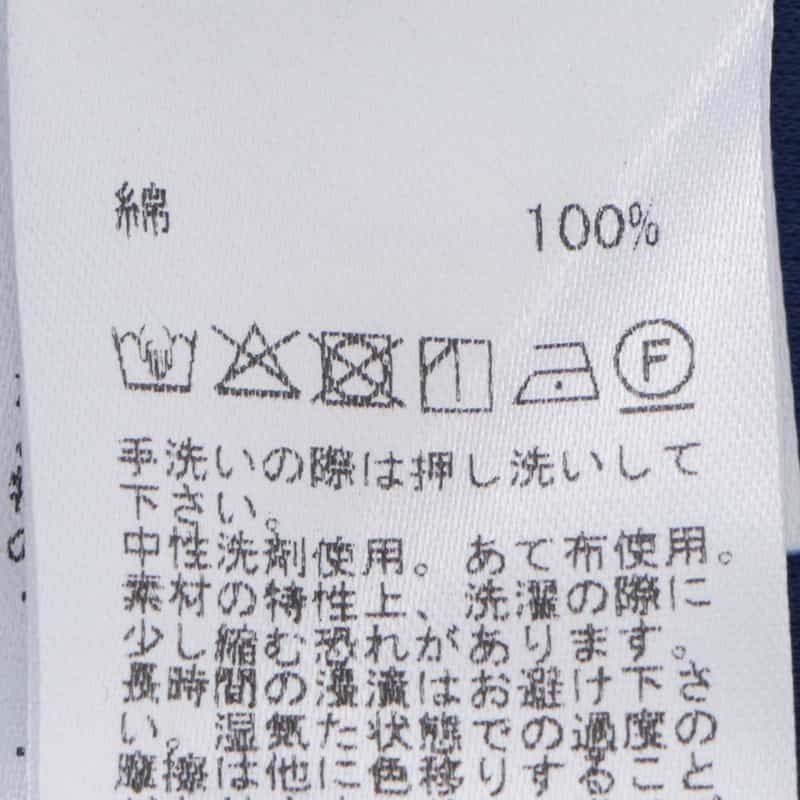 綿 100%
F
手洗いの際は押し洗いして
下さい。
中性洗剤使用。あて布使用。
素材の特性上、洗濯の際に
少し縮む恐れがあります。
長時間の浸漬はお避け下さ
い。湿気た状態での過度の
摩擦は他に色移りすること